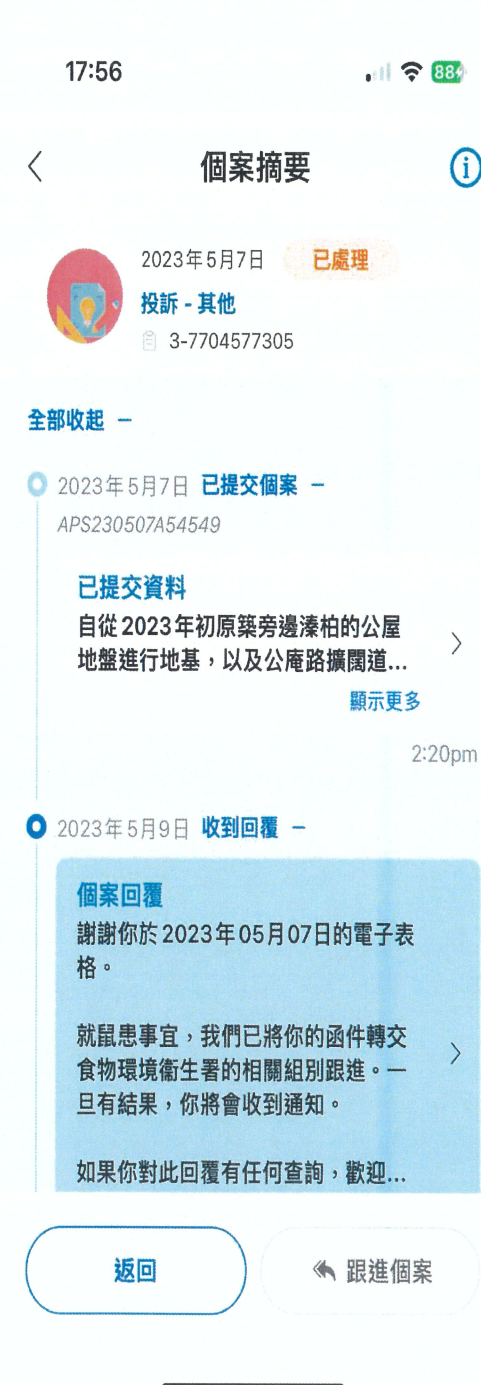 17:56
88
個案摘要
2023年5月7日 已處理
投訴 - 其他
3-7704577305
全部收起 –
2023年5月7日 已提交個案 –
APS230507A54549
已提交資料
自從2023年初原築旁邊溱柏的公屋
地盤進行地基，以及公庵路擴闊道...
顯示更多
2:20pm
2023年5月9日 收到回覆 –
個案回覆
謝謝你於2023年05月07日的電子表
格。
就鼠患事宜，我們已將你的函件轉交
食物環境衞生署的相關組別跟進。一
旦有結果，你將會收到通知。
如果你對此回覆有任何查詢，歡迎...
返回 跟進個案